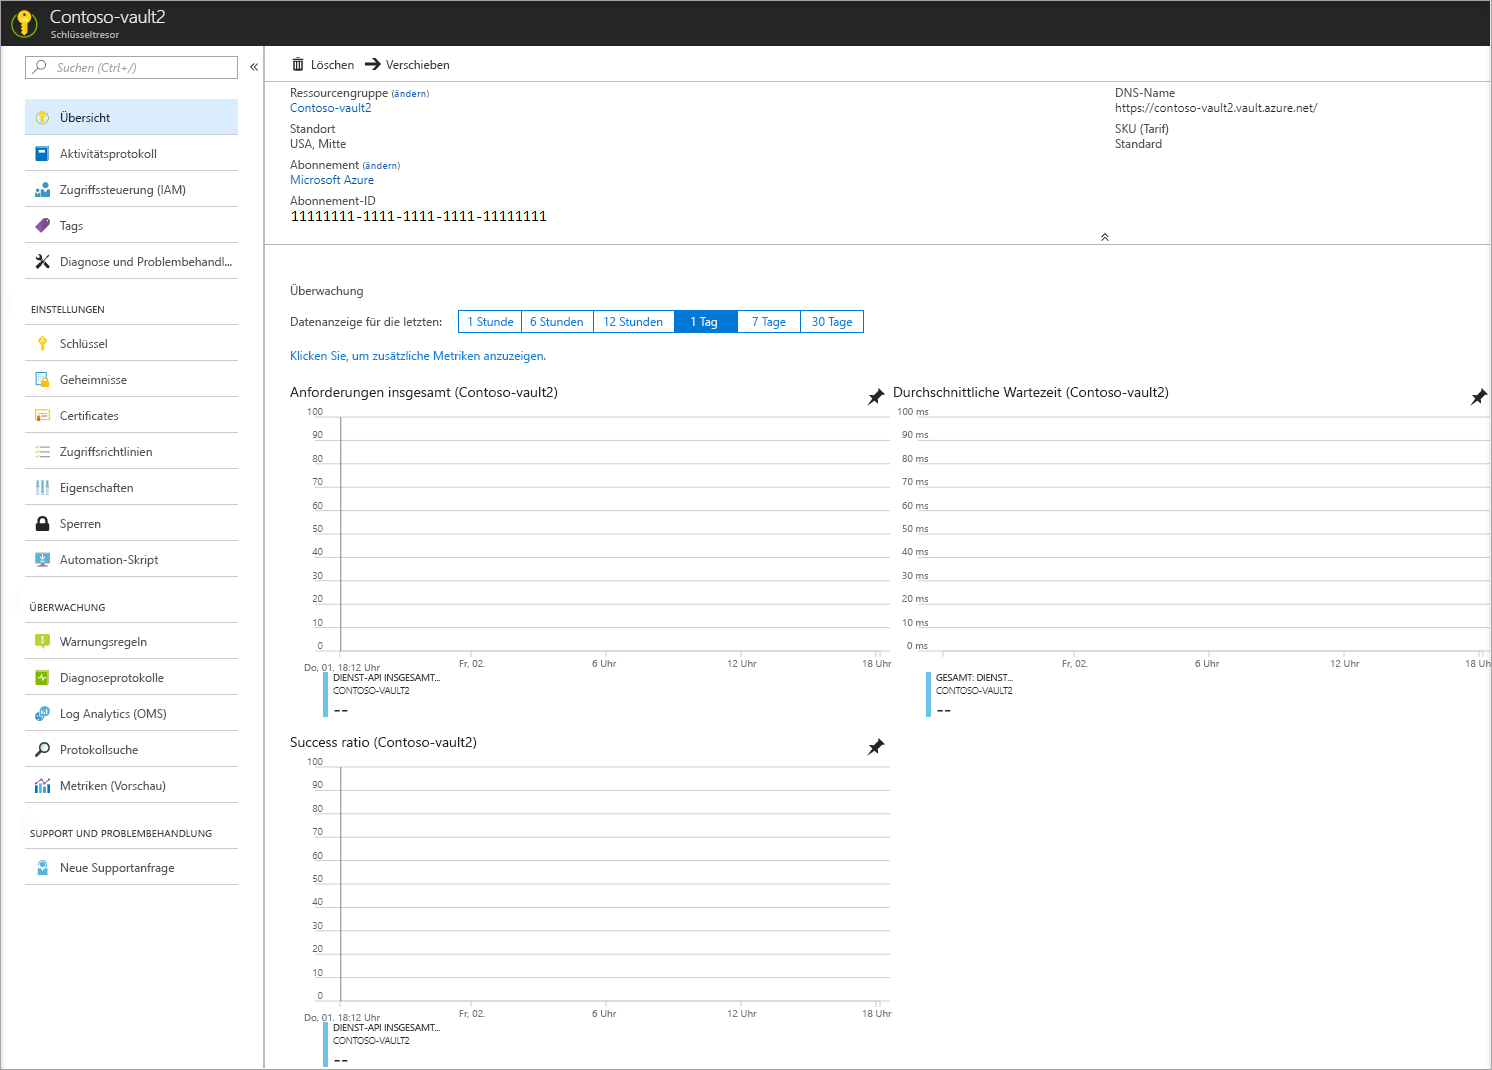 Contoso-vault2
Schlüsseltresor
Suchen (Ctrl+/)
«
Übersicht
Aktivitätsprotokoll
Zugriffssteuerung (IAM)
Tags
Diagnose und Problembehandl...
EINSTELLUNGEN
Schlüssel
Geheimnisse
Certificates
Zugriffsrichtlinien
Eigenschaften
Sperren
Automation-Skript
ÜBERWACHUNG
Warnungsregeln
Diagnoseprotokolle
Log Analytics (OMS)
Protokollsuche
Metriken (Vorschau)
SUPPORT UND PROBLEMBEHANDLUNG
Neue Supportanfrage
Löschen Verschieben
Ressourcengruppe (ändern)
Contoso-vault2
Standort
USA, Mitte
Abonnement (ändern)
Microsoft Azure
Abonnement-ID
11111111-1111-1111-1111-11111111
DNS-Name
https://contoso-vault2.vault.azure.net/
SKU (Tarif)
Standard
Überwachung
Datenanzeige für die letzten: 1 Stunde 6 Stunden 12 Stunden 1 Tag 7 Tage 30 Tage
Klicken Sie, um zusätzliche Metriken anzuzeigen.
Anforderungen insgesamt (Contoso-vault2)
100
90
80
70
60
50
40
30
20
10
0
Do, 01. 18:12 Uhr Fr, 02. 6 Uhr 12 Uhr 18 Uhr
DIENST-API INSGESAMT...
CONTOSO-VAULT2
--
Durchschnittliche Wartezeit (Contoso-vault2)
100 ms
90 ms
80 ms
70 ms
60 ms
50 ms
40 ms
30 ms
20 ms
10 ms
0 ms
Fr, 02. 6 Uhr 12 Uhr 18 Uh
GESAMT: DIENST...
CONTOSO-VAULT2
--
Success ratio (Contoso-vault2)
100
90
80
70
60
50
40
30
20
10
0
Do, 01. 18:12 Uhr Fr, 02. 6 Uhr 12 Uhr 18 Uhr
DIENST-API INSGESAMT...
CONTOSO-VAULT2
--